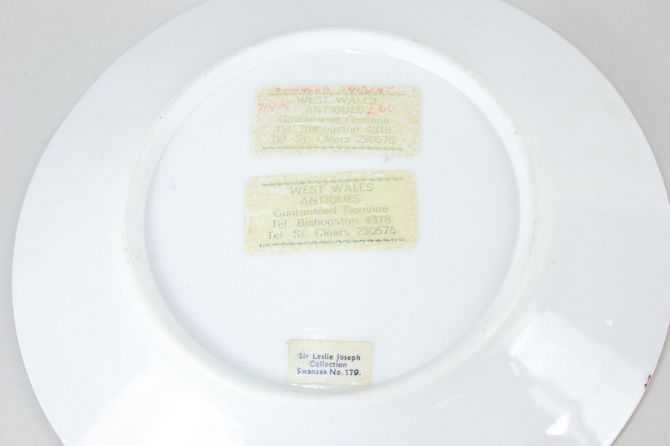 WEST WALES
ANTIQUES £60
Guaranteed Genuine
Tel. Bishopston 4318
Tel. St. Clears 230576
WEST WALES
ANTIQUES
Guaranteed Genuine
Tel. Bishopston 4318
Tel. St. Clears 230576
Sir Leslie Joseph
Collection
Swansea No. 179.